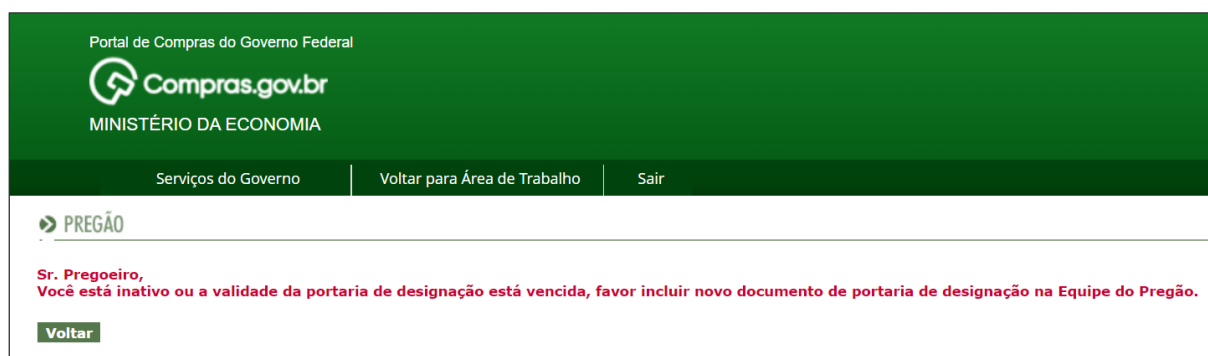 Portal de Compras do Governo Federal
Compras.gov.br
MINISTÉRIO DA ECONOMIA
Serviços do Governo
Voltar para Área de Trabalho
Sair
PREGÃO
Sr. Pregoeiro,
Você está inativo ou a validade da portaria de designação está vencida, favor incluir novo documento de portaria de designação na Equipe do Pregão.
Voltar